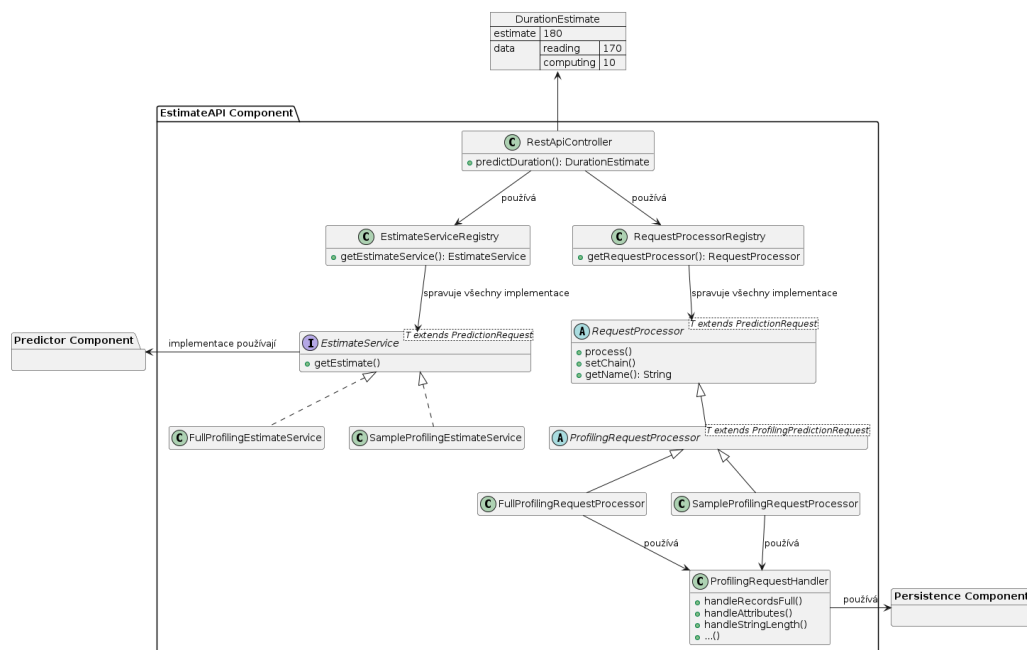 DurationEstimate
estimate 180
data reading 170
computing 10
EstimateAPI Component
C RestApiController
predictDuration(): DurationEstimate
používá
používá
C EstimateServiceRegistry
getEstimateService(): EstimateService
C RequestProcessorRegistry
getRequestProcessor(): RequestProcessor
spravuje všechny implementace
spravuje všechny implementace
Predictor Component
implementace používají
I EstimateService
T extends PredictionRequest
getEstimate()
A RequestProcessor
T extends PredictionRequest
process()
setChain()
getName(): String
C FullProfilingEstimateService
C SampleProfilingEstimateService
A ProfilingRequestProcessor
T extends ProfilingPredictionRequest
C FullProfilingRequestProcessor
C SampleProfilingRequestProcessor
používá
používá
C ProfilingRequestHandler
handleRecordsFull()
handleAttributes()
handleStringLength()
...()
používá
Persistence Component